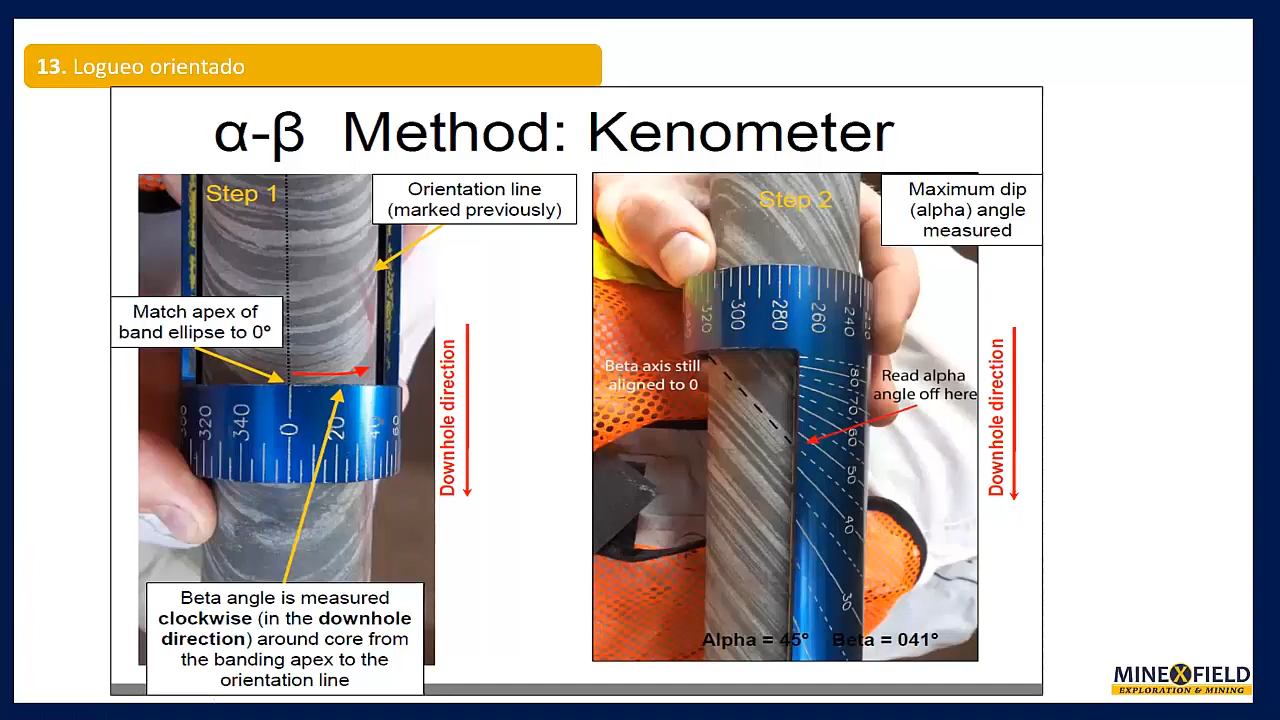 13. Logueo orientado
α-β Method: Kenometer
Step 1
Orientation line
(marked previously)
Match apex of
band ellipse to 0°
320
340
0
20
40
60
Downhole direction
Beta angle is measured
clockwise (in the downhole
direction) around core from
the banding apex to the
orientation line
Step 2
Maximum dip
(alpha) angle
measured
320
300
280
260
240
220
Beta axis still
aligned to 0
Read alpha
angle off here
80
70
60
50
40
30
Downhole direction
Alpha = 45° Beta = 041°
MINEXFIELD
EXPLORATION & MINING